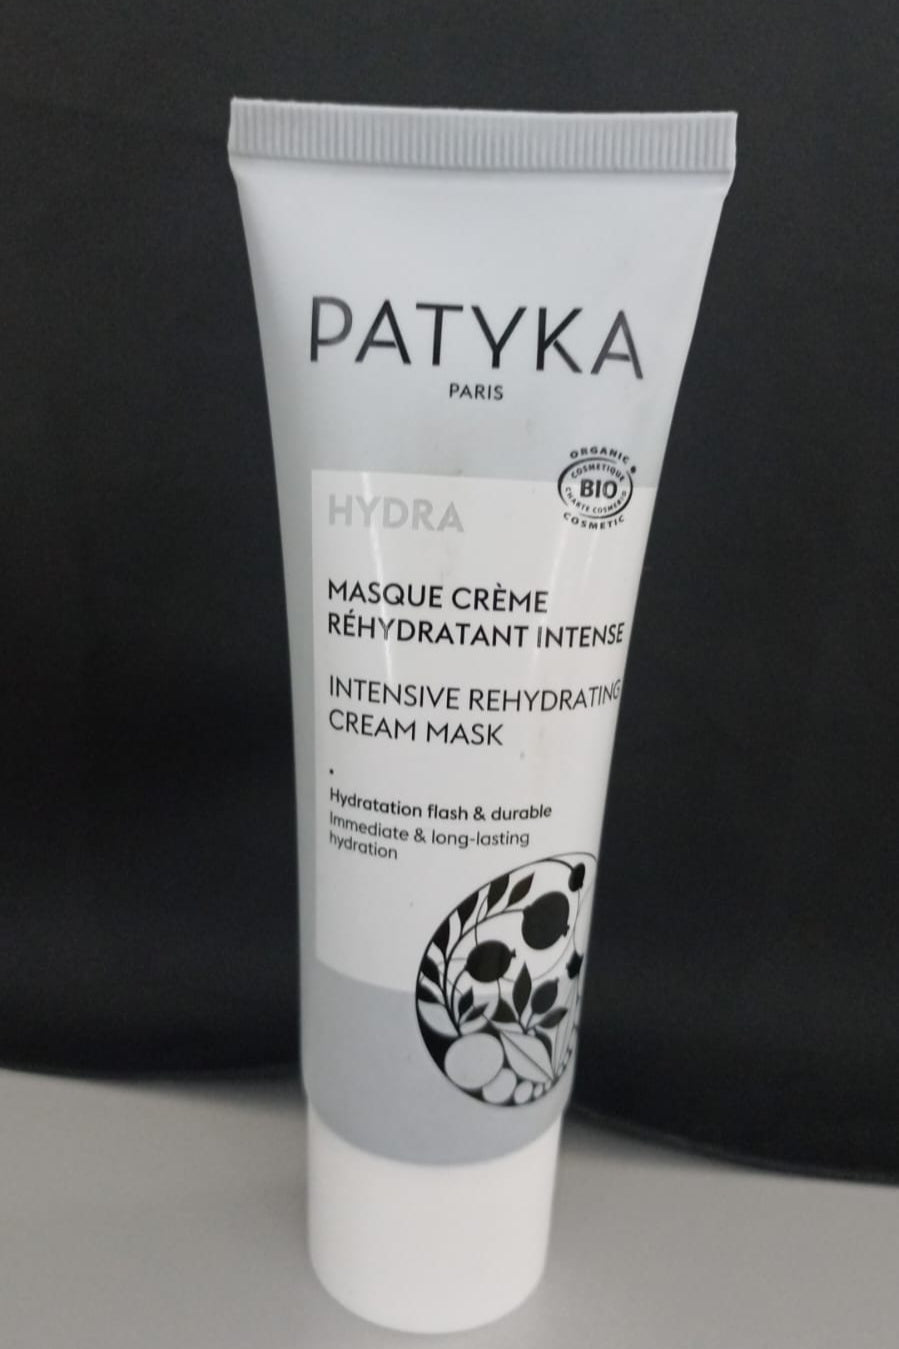 PATYKA
PARIS
ORGANIC
COSMÉTIQUE
BIO
CHARTE COSMEBIO
COSMETIC
HYDRA
MASQUE CRÈME
RÉHYDRATANT INTENSE
INTENSIVE REHYDRATING
CREAM MASK
Hydratation flash & durable
Immediate & long-lasting
hydration